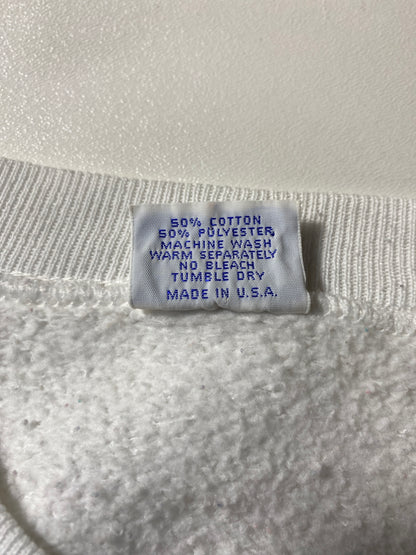 50% COTTON
50% POLYESTER
MACHINE WASH
WARM SEPARATELY
NO BLEACH
TUMBLE DRY
MADE IN U.S.A.